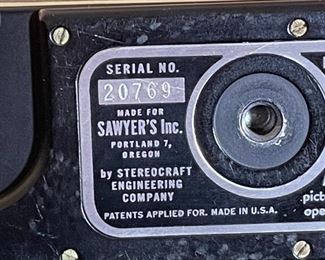 SERIAL NO.
20769
MADE FOR
SAWYER'S Inc.
PORTLAND 7,
OREGON
by STEREOCRAFT
ENGINEERING
COMPANY
PATENTS APPLIED FOR. MADE IN U.S.A.
pictu
ope